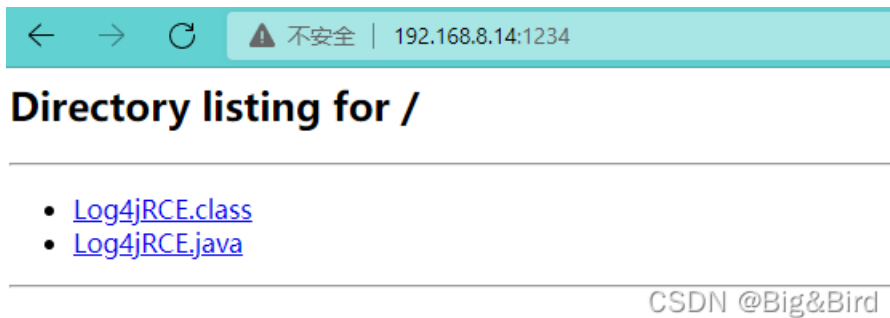 不安全 | 192.168.8.14:1234
Directory listing for /
Log4jRCE.class
Log4jRCE.java
CSDN @Big&Bird